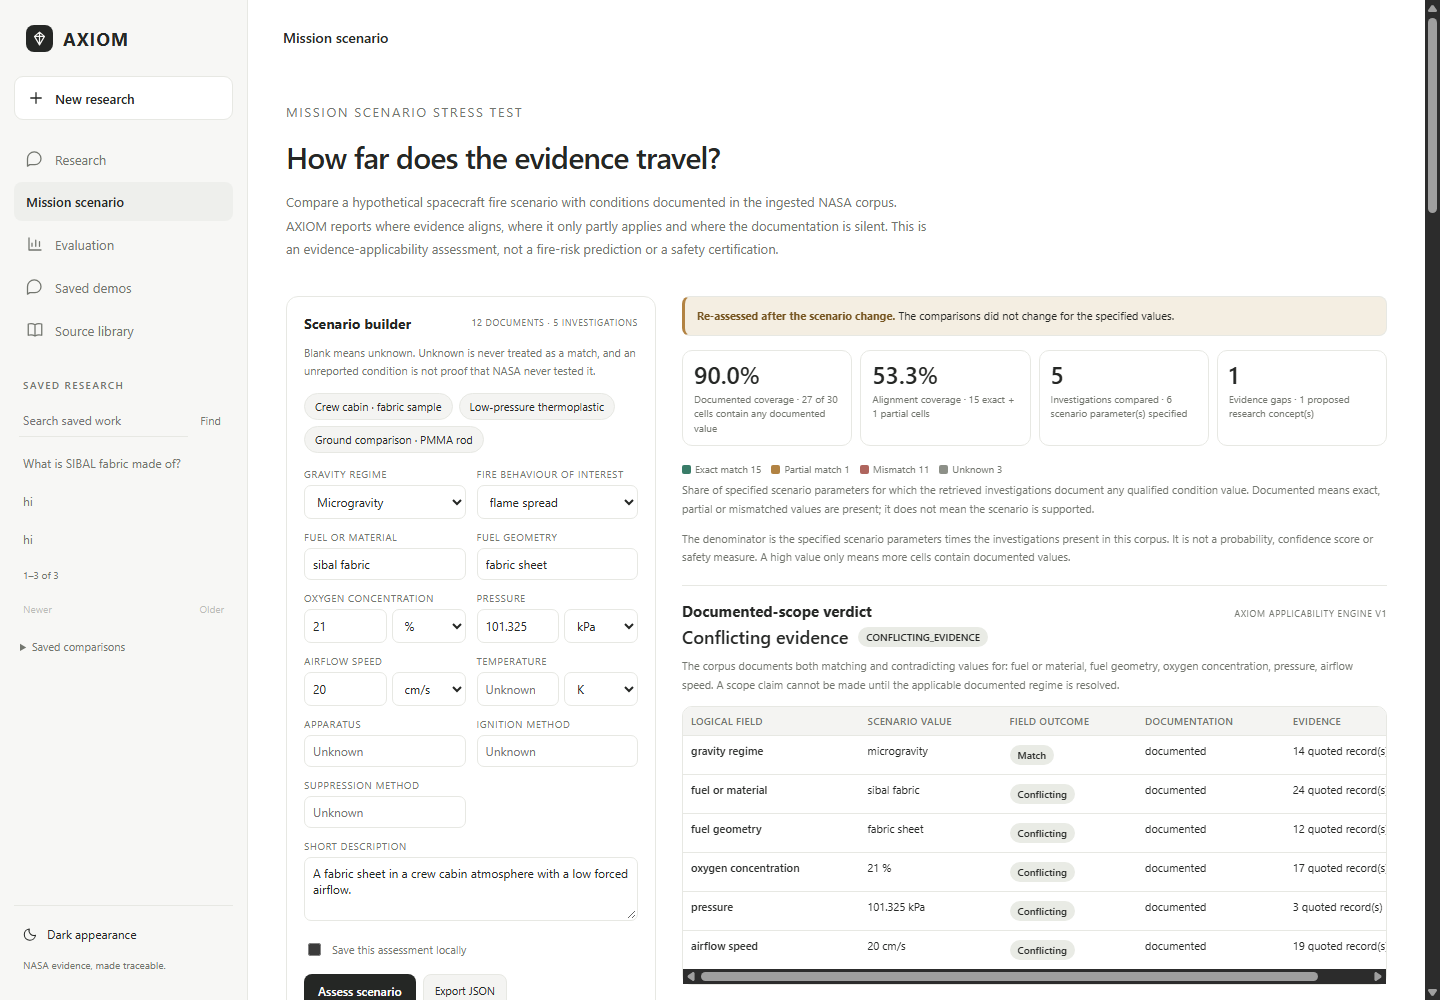 AXIOM
New research
Research
Mission scenario
Evaluation
Saved demos
Source library
SAVED RESEARCH
Search saved work
Find
What is SIBAL fabric made of?
hi
hi
1–3 of 3
Newer
Older
Saved comparisons
Dark appearance
NASA evidence, made traceable.
Mission scenario
MISSION SCENARIO STRESS TEST
How far does the evidence travel?
Compare a hypothetical spacecraft fire scenario with conditions documented in the ingested NASA corpus.
AXIOM reports where evidence aligns, where it only partly applies and where the documentation is silent. This is
an evidence-applicability assessment, not a fire-risk prediction or a safety certification.
Scenario builder
12 DOCUMENTS · 5 INVESTIGATIONS
Blank means unknown. Unknown is never treated as a match, and an
unreported condition is not proof that NASA never tested it.
Crew cabin · fabric sample
Low-pressure thermoplastic
Ground comparison · PMMA rod
GRAVITY REGIME
FIRE BEHAVIOUR OF INTEREST
Microgravity
flame spread
FUEL OR MATERIAL
FUEL GEOMETRY
sibal fabric
fabric sheet
OXYGEN CONCENTRATION
PRESSURE
21
%
101.325
kPa
AIRFLOW SPEED
TEMPERATURE
20
cm/s
Unknown
K
APPARATUS
IGNITION METHOD
Unknown
Unknown
SUPPRESSION METHOD
Unknown
SHORT DESCRIPTION
A fabric sheet in a crew cabin atmosphere with a low forced
airflow.
Save this assessment locally
Assess scenario
Export JSON
Re-assessed after the scenario change. The comparisons did not change for the specified values.
90.0%
Documented coverage · 27 of 30
cells contain any documented
value
53.3%
Alignment coverage · 15 exact +
1 partial cells
5
Investigations compared · 6
scenario parameter(s) specified
1
Evidence gaps · 1 proposed
research concept(s)
Exact match 15
Partial match 1
Mismatch 11
Unknown 3
Share of specified scenario parameters for which the retrieved investigations document any qualified condition value. Documented means exact,
partial or mismatched values are present; it does not mean the scenario is supported.
The denominator is the specified scenario parameters times the investigations present in this corpus. It is not a probability, confidence score or
safety measure. A high value only means more cells contain documented values.
Documented-scope verdict
AXIOM APPLICABILITY ENGINE V1
Conflicting evidence
CONFLICTING_EVIDENCE
The corpus documents both matching and contradicting values for: fuel or material, fuel geometry, oxygen concentration, pressure, airflow
speed. A scope claim cannot be made until the applicable documented regime is resolved.
LOGICAL FIELD SCENARIO VALUE FIELD OUTCOME DOCUMENTATION EVIDENCE
gravity regime microgravity Match documented 14 quoted record(s
fuel or material sibal fabric Conflicting documented 24 quoted record(s
fuel geometry fabric sheet Conflicting documented 12 quoted record(s
oxygen concentration 21 % Conflicting documented 17 quoted record(s
pressure 101.325 kPa Conflicting documented 3 quoted record(s)
airflow speed 20 cm/s Conflicting documented 19 quoted record(s